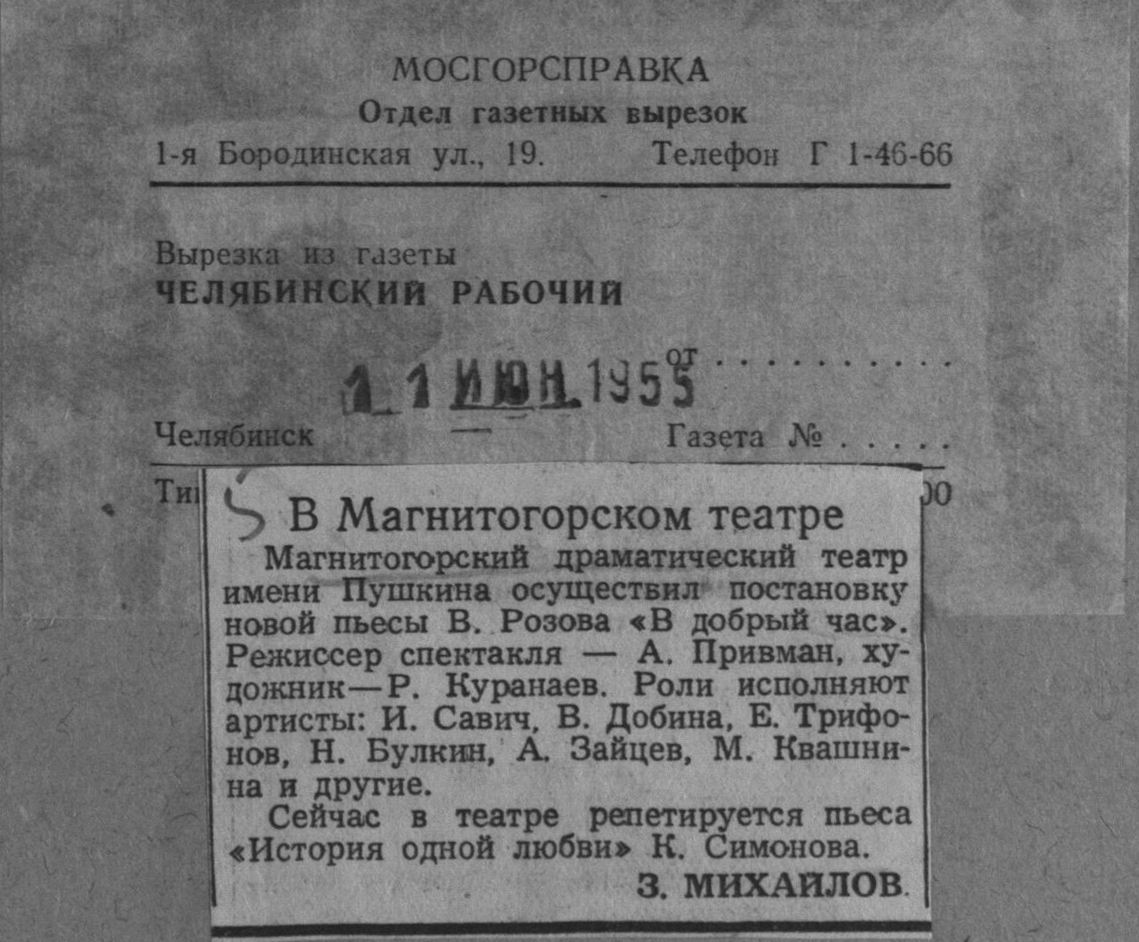 МОСГОРСПРАВКА
Отдел газетных вырезок
1-я Бородинская ул., 19. Телефон Г 1-46-66
Вырезка из газеты
ЧЕЛЯБИНСКИЙ РАБОЧИЙ
от . . . . . . . . . . .
11 ИЮН. 1955
Челябинск Газета № . . . . .
5 В Магнитогорском театре
Магнитогорский драматический театр
имени Пушкина осуществил постановку
новой пьесы В. Розова «В добрый час».
Режиссер спектакля — А. Привман, ху-
дожник—Р. Куранаев. Роли исполняют
артисты: И. Савич, В. Добина, Е. Трифо-
нов, Н. Булкин, А. Зайцев, М. Квашни-
на и другие.
Сейчас в театре репетируется пьеса
«История одной любви» К. Симонова.
З. МИХАЙЛОВ.